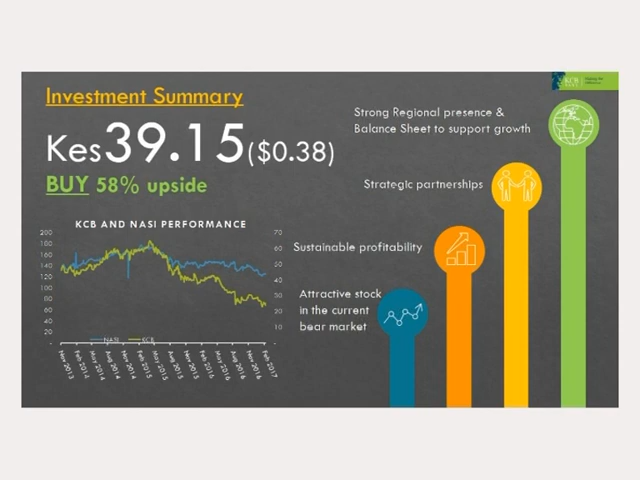 Investment Summary
Kes39.15($0.38)
BUY 58% upside
KCB AND NASI PERFORMANCE
200
180
160
140
120
100
80
60
40
20
-
70
60
50
40
30
20
10
-
NASI
KCB
Nov 2013
Feb 2014
May 2014
Aug 2014
Nov 2014
Feb 2015
May 2015
Aug 2015
Nov 2015
Feb 2016
May 2016
Aug 2016
Nov 2016
Feb 2017
KCB
Strong Regional presence &
Balance Sheet to support growth
Strategic partnerships
Sustainable profitability
Attractive stock
in the current
bear market